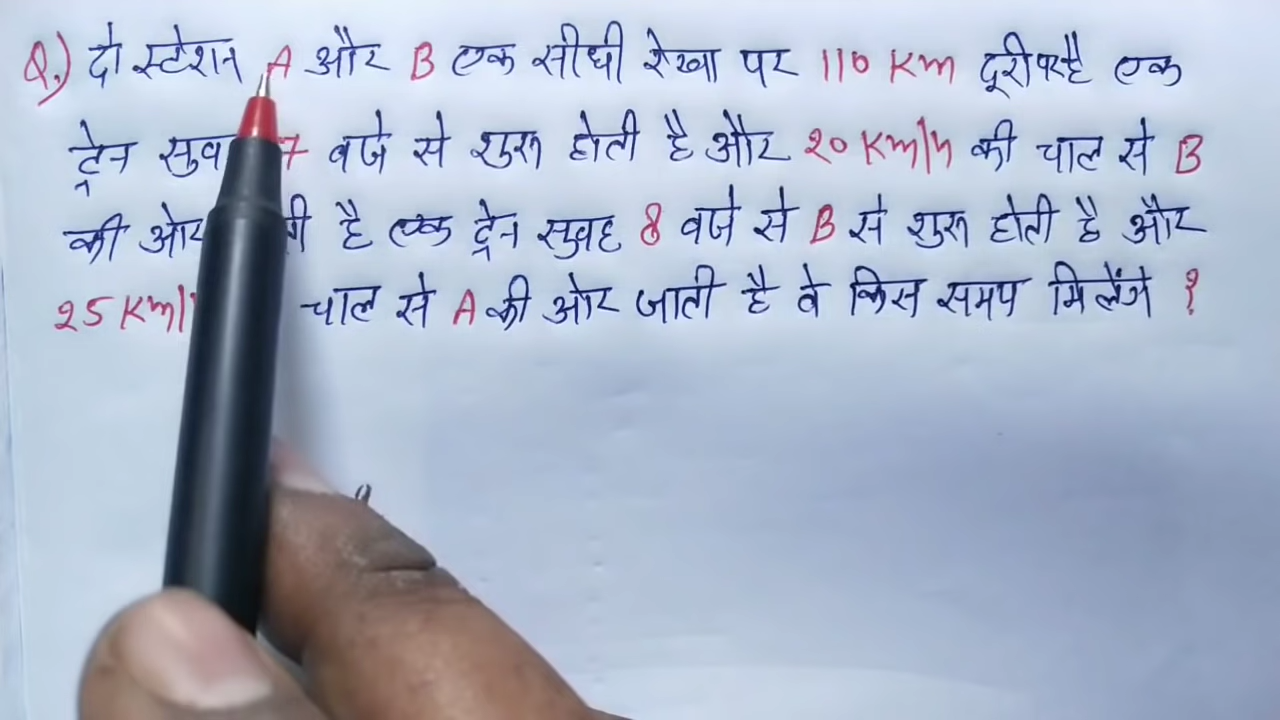 Q.) दो स्टेशन A और B एक सीधी रेखा पर 110 Km दूरी पर है एक
ट्रेन 7 बजे से शुरू होती है और 20 Km/h की चाल से B
की ओर है एक ट्रेन सुबह 8 बजे से B से शुरू होती है और
25 Km/ चाल से A की ओर जाती है वे किस समय मिलेंगे ?